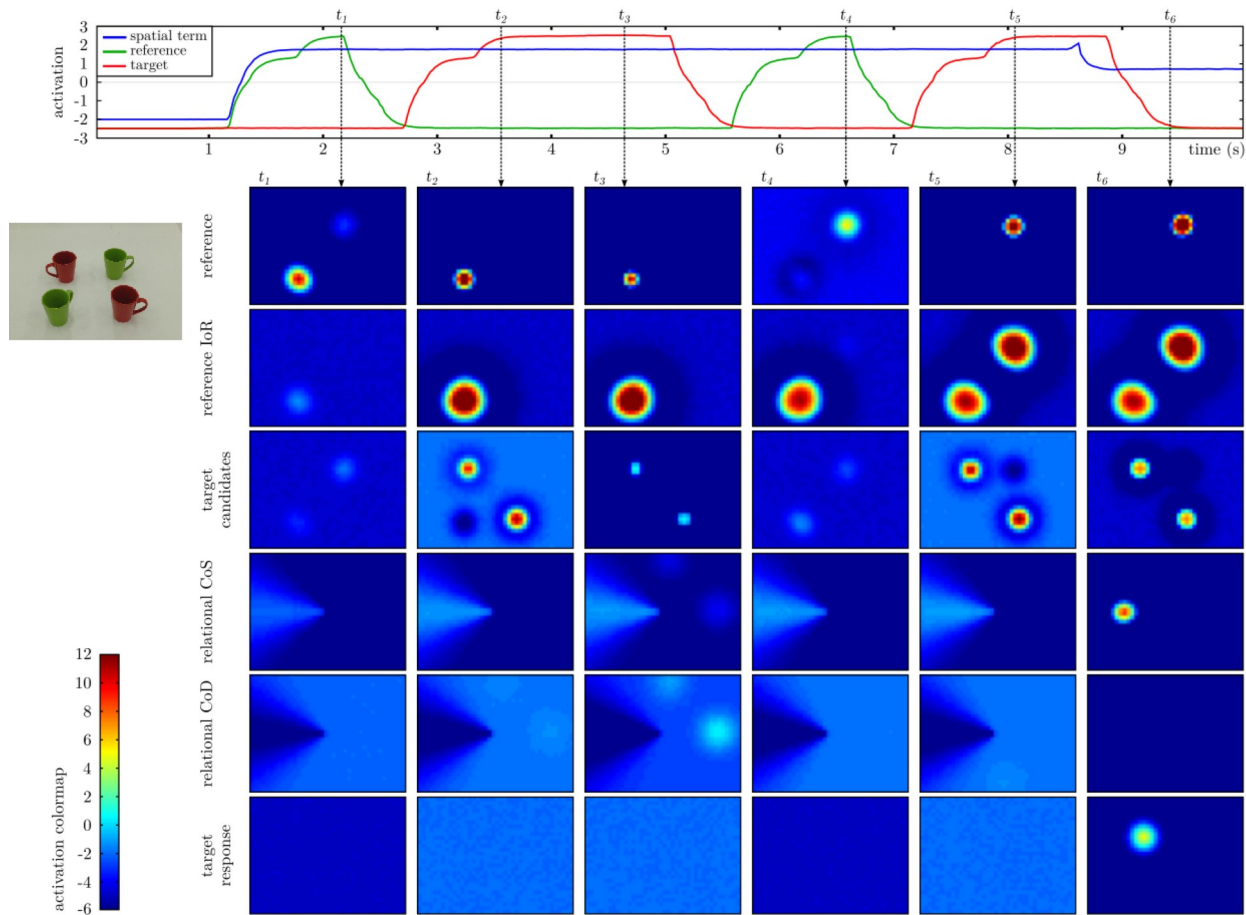 t1 t2 t3 t4 t5 t6
3
2
1
0
-1
-2
-3
activation
spatial term
reference
target
1 2 3 4 5 6 7 8 9 time (s)
t1 t2 t3 t4 t5 t6
reference
reference IoR
target
candidates
relational CoS
relational CoD
target
response
activation colormap
12
10
8
6
4
2
0
-2
-4
-6